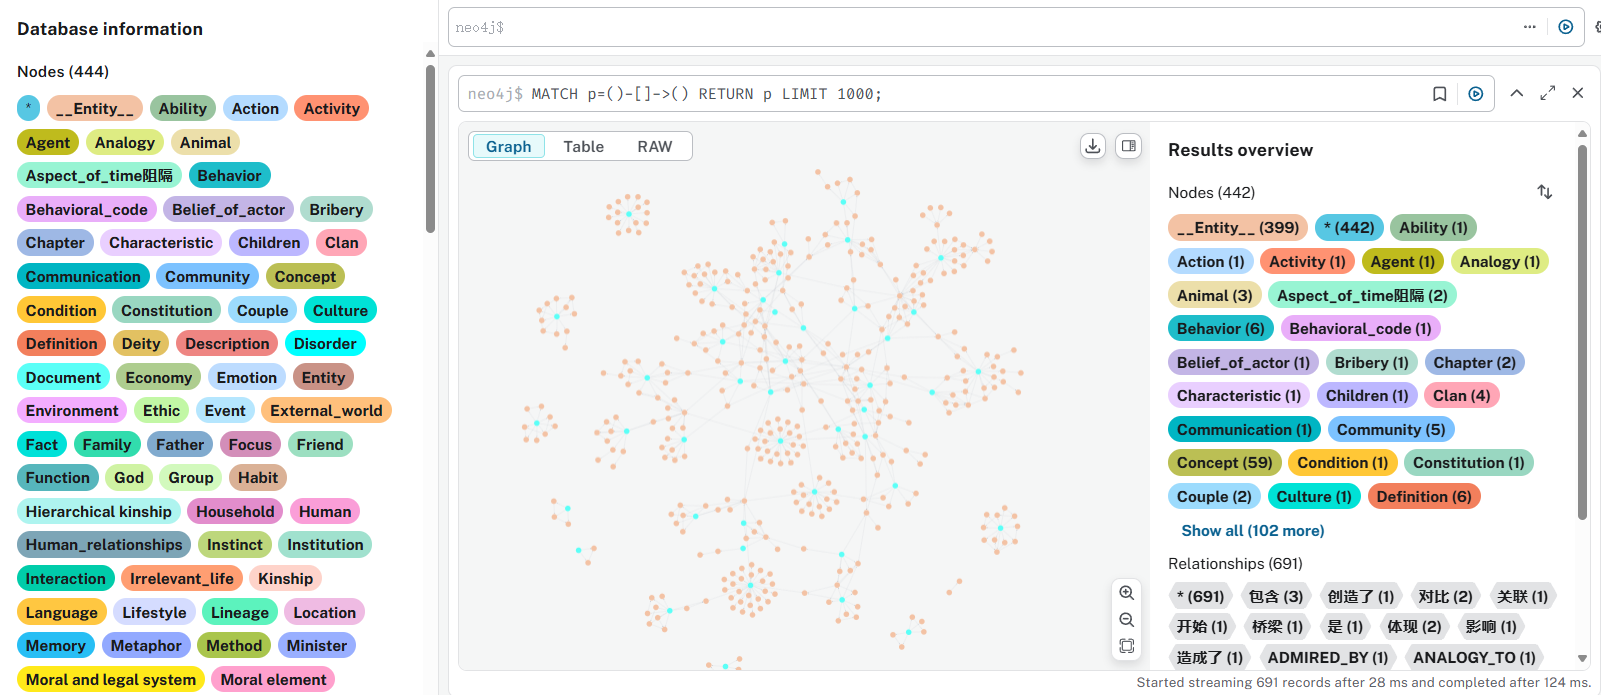 Database information
Nodes (444)
* __Entity__ Ability Action Activity
Agent Analogy Animal
Aspect_of_time阻隔 Behavior
Behavioral_code Belief_of_actor Bribery
Chapter Characteristic Children Clan
Communication Community Concept
Condition Constitution Couple Culture
Definition Deity Description Disorder
Document Economy Emotion Entity
Environment Ethic Event External_world
Fact Family Father Focus Friend
Function God Group Habit
Hierarchical kinship Household Human
Human_relationships Instinct Institution
Interaction Irrelevant_life Kinship
Language Lifestyle Lineage Location
Memory Metaphor Method Minister
Moral and legal system Moral element
neo4j$
neo4j$ MATCH p=()-[]->() RETURN p LIMIT 1000;
Graph Table RAW
Results overview
Nodes (442)
__Entity__ (399) * (442) Ability (1)
Action (1) Activity (1) Agent (1) Analogy (1)
Animal (3) Aspect_of_time阻隔 (2)
Behavior (6) Behavioral_code (1)
Belief_of_actor (1) Bribery (1) Chapter (2)
Characteristic (1) Children (1) Clan (4)
Communication (1) Community (5)
Concept (59) Condition (1) Constitution (1)
Couple (2) Culture (1) Definition (6)
Show all (102 more)
Relationships (691)
* (691) 包含 (3) 创造了 (1) 对比 (2) 关联 (1)
开始 (1) 桥梁 (1) 是 (1) 体现 (2) 影响 (1)
造成了 (1) ADMIRED_BY (1) ANALOGY_TO (1)
Started streaming 691 records after 28 ms and completed after 124 ms.